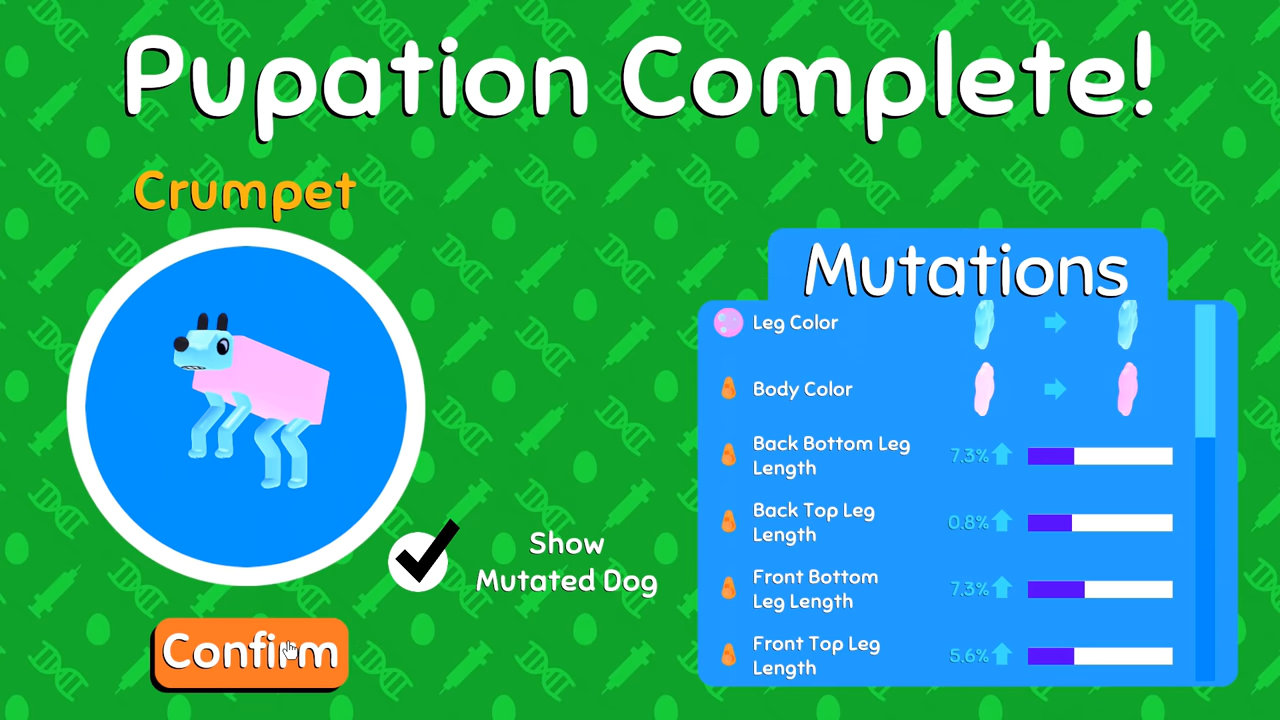 Pupation Complete!
Crumpet
Mutations
Leg Color
Body Color
Back Bottom Leg
Length
7.3%
Back Top Leg
Length
0.8%
Front Bottom
Leg Length
7.3%
Front Top Leg
Length
5.6%
Show
Mutated Dog
Confirm